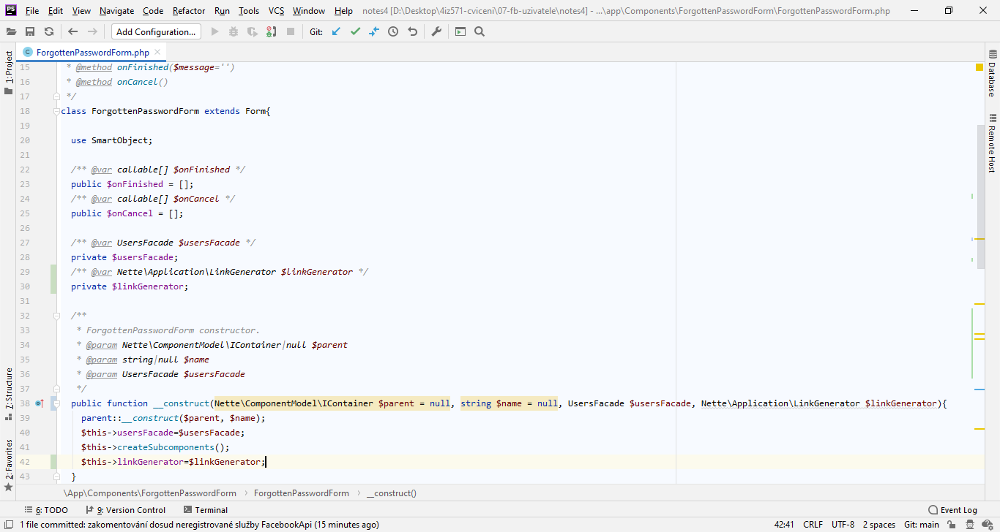 File Edit View Navigate Code Refactor Run Tools VCS Window Help notes4 [D:\Desktop\4iz571-cviceni\07-fb-uzivatele\notes4] - ...\app\Components\ForgottenPasswordForm\ForgottenPasswordForm.php
Add Configuration... Git:
ForgottenPasswordForm.php
1: Project
7: Structure
2: Favorites
Database
Remote Host
15 * @method onFinished($message='')
16 * @method onCancel()
17 */
18 class ForgottenPasswordForm extends Form{
19
20 use SmartObject;
21
22 /** @var callable[] $onFinished */
23 public $onFinished = [];
24 /** @var callable[] $onCancel */
25 public $onCancel = [];
26
27 /** @var UsersFacade $usersFacade */
28 private $usersFacade;
29 /** @var Nette\Application\LinkGenerator $linkGenerator */
30 private $linkGenerator;
31
32 /**
33 * ForgottenPasswordForm constructor.
34 * @param Nette\ComponentModel\IContainer|null $parent
35 * @param string|null $name
36 * @param UsersFacade $usersFacade
37 */
38 public function __construct(Nette\ComponentModel\IContainer $parent = null, string $name = null, UsersFacade $usersFacade, Nette\Application\LinkGenerator $linkGenerator){
39 parent::__construct($parent, $name);
40 $this->usersFacade=$usersFacade;
41 $this->createSubcomponents();
42 $this->linkGenerator=$linkGenerator;
43 }
\App\Components\ForgottenPasswordForm › ForgottenPasswordForm › __construct()
6: TODO 9: Version Control Terminal Event Log
1 file committed: zakomentování dosud neregistrované služby FacebookApi (15 minutes ago) 42:41 CRLF UTF-8 2 spaces Git: main